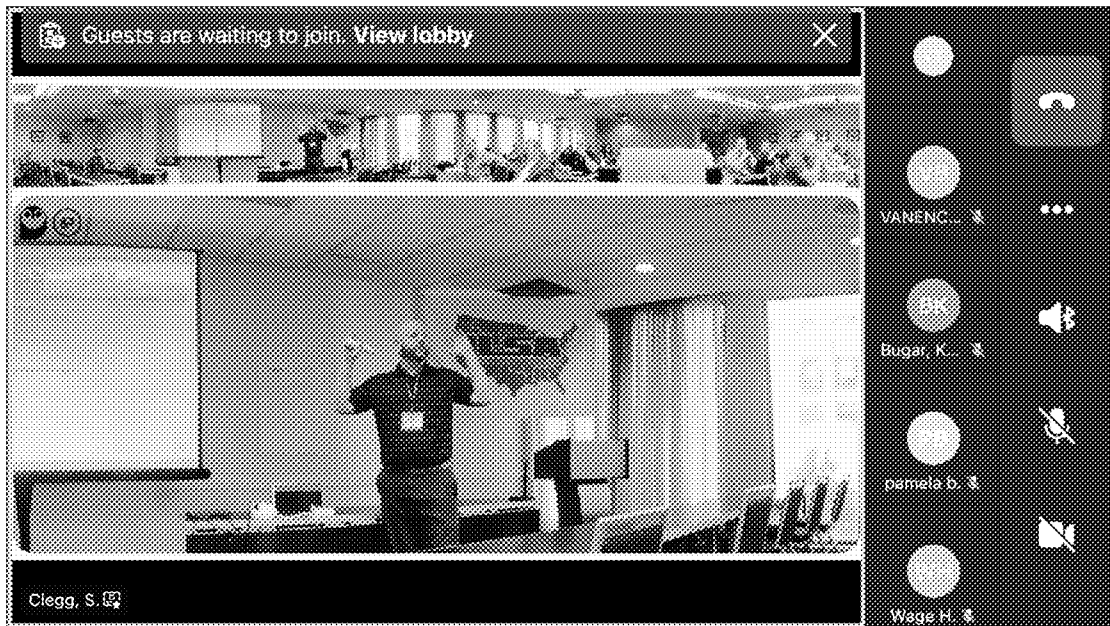 Guests are waiting to join. View lobby
VANENC...
BK
Bugar, K...
pamela b.
Clegg, S.
Wage H.